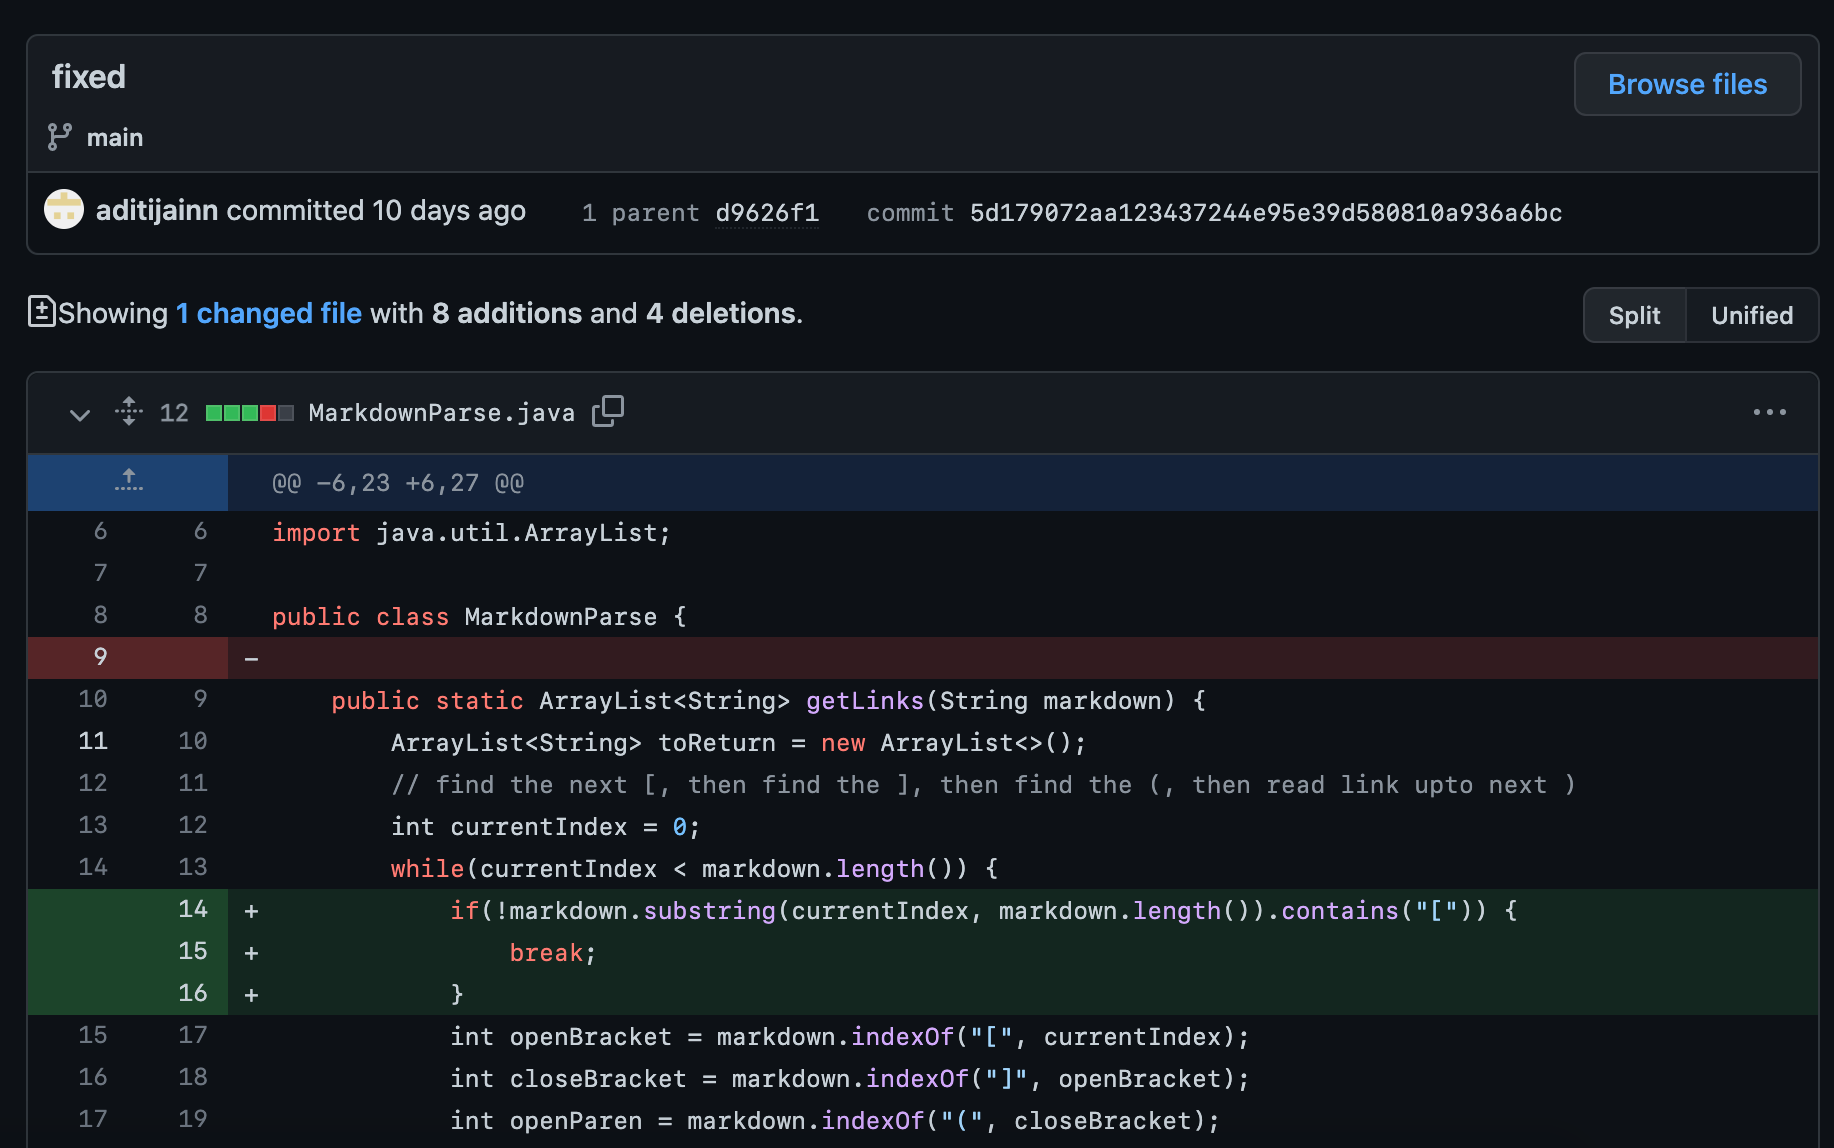 fixed
Browse files
main
aditijainn committed 10 days ago 1 parent d9626f1 commit 5d179072aa123437244e95e39d580810a936a6bc
Showing 1 changed file with 8 additions and 4 deletions.
Split Unified
12 MarkdownParse.java
@@ -6,23 +6,27 @@
6 6 import java.util.ArrayList;
7 7
8 8 public class MarkdownParse {
9 -
10 9 public static ArrayList<String> getLinks(String markdown) {
11 10 ArrayList<String> toReturn = new ArrayList<>();
12 11 // find the next [, then find the ], then find the (, then read link upto next )
13 12 int currentIndex = 0;
14 13 while(currentIndex < markdown.length()) {
14 + if(!markdown.substring(currentIndex, markdown.length()).contains("[")) {
15 + break;
16 + }
15 17 int openBracket = markdown.indexOf("[", currentIndex);
16 18 int closeBracket = markdown.indexOf("]", openBracket);
17 19 int openParen = markdown.indexOf("(", closeBracket);